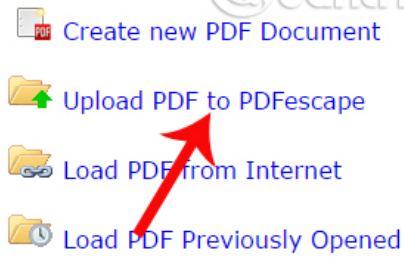 Create new PDF Document
Upload PDF to PDFescape
Load PDF from Internet
Load PDF Previously Opened